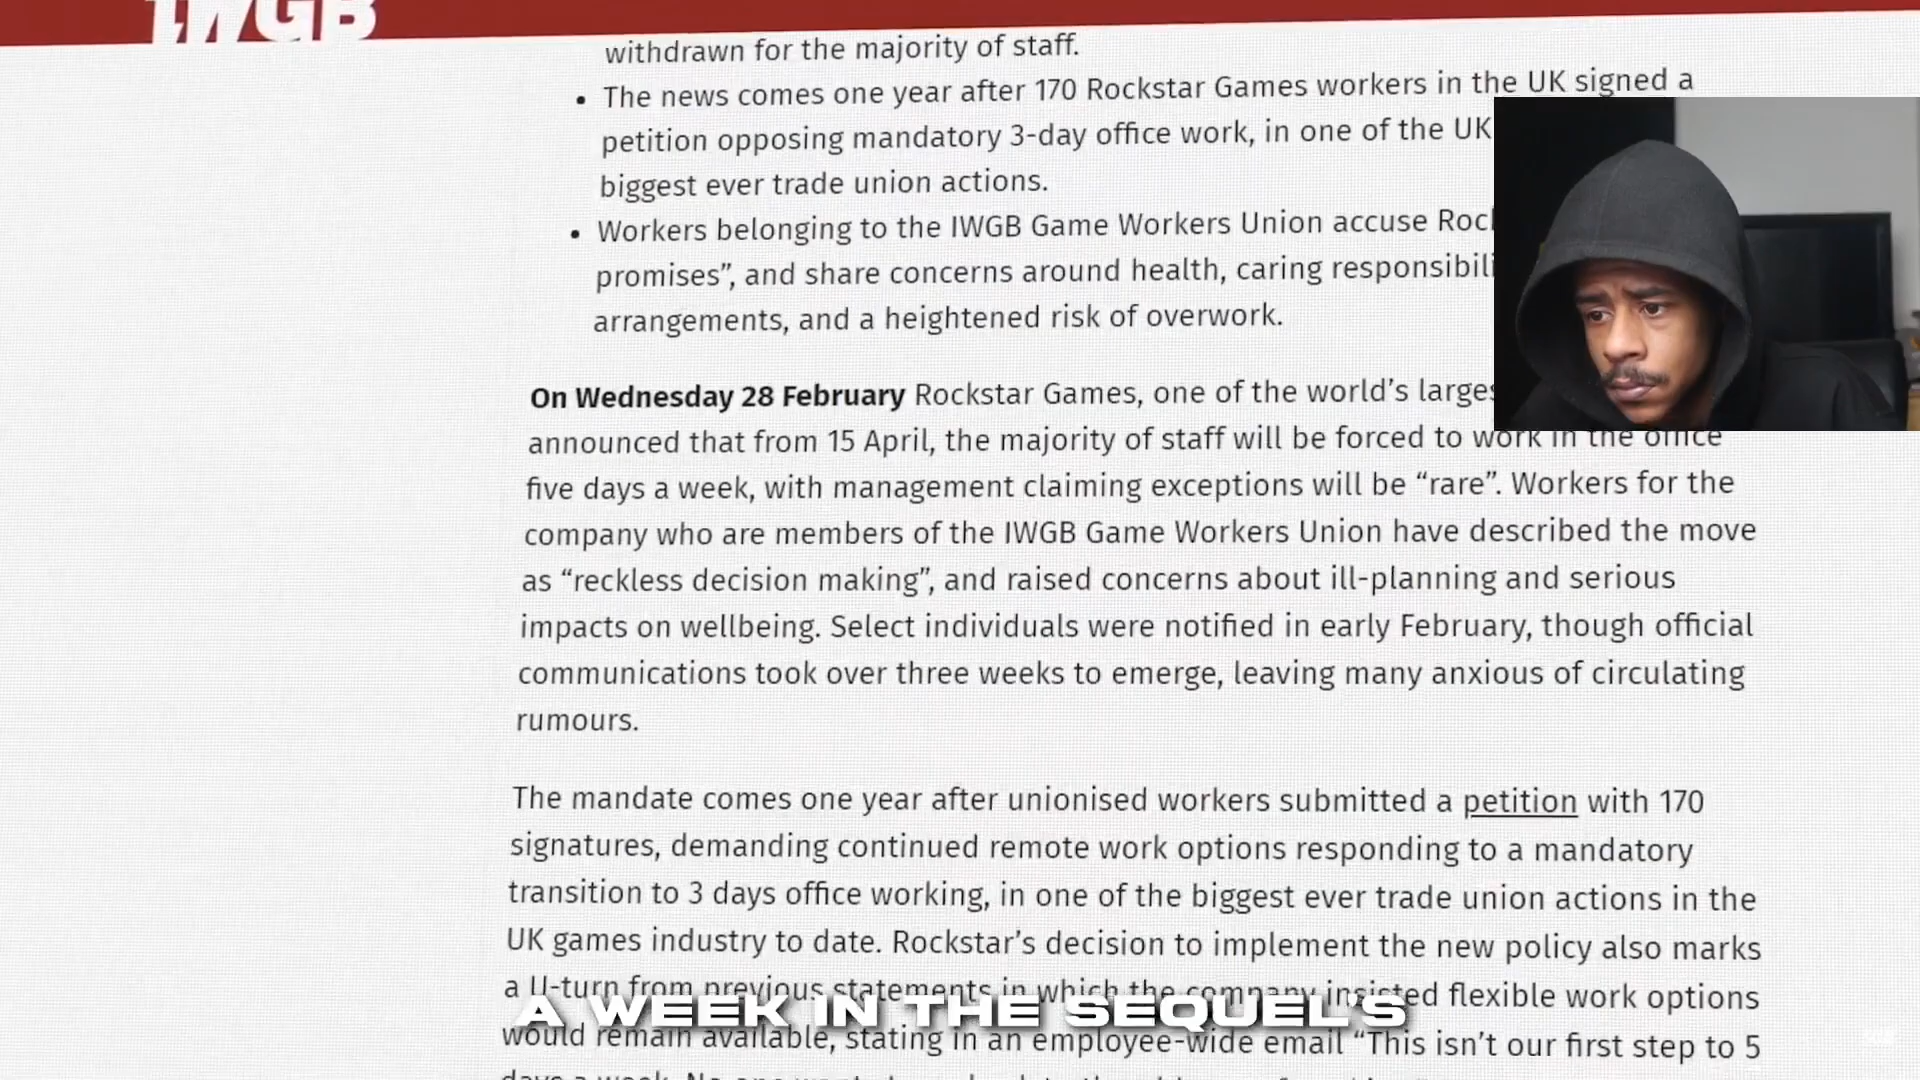 IWGB
withdrawn for the majority of staff.
• The news comes one year after 170 Rockstar Games workers in the UK signed a
petition opposing mandatory 3-day office work, in one of the UK
biggest ever trade union actions.
• Workers belonging to the IWGB Game Workers Union accuse
promises”, and share concerns around health, caring
arrangements, and a heightened risk of overwork.
On Wednesday 28 February Rockstar Games, one of the world’s
announced that from 15 April, the majority of staff will be forced to work in the office
five days a week, with management claiming exceptions will be “rare”. Workers for the
company who are members of the IWGB Game Workers Union have described the move
as “reckless decision making”, and raised concerns about ill-planning and serious
impacts on wellbeing. Select individuals were notified in early February, though official
communications took over three weeks to emerge, leaving many anxious of circulating
rumours.
The mandate comes one year after unionised workers submitted a petition with 170
signatures, demanding continued remote work options responding to a mandatory
transition to 3 days office working, in one of the biggest ever trade union actions in the
UK games industry to date. Rockstar’s decision to implement the new policy also marks
a U-turn from previous statements in which the company insisted flexible work options
A WEEK IN THE SEQUEL'S
would remain available, stating in an employee-wide email “This isn’t our first step to 5